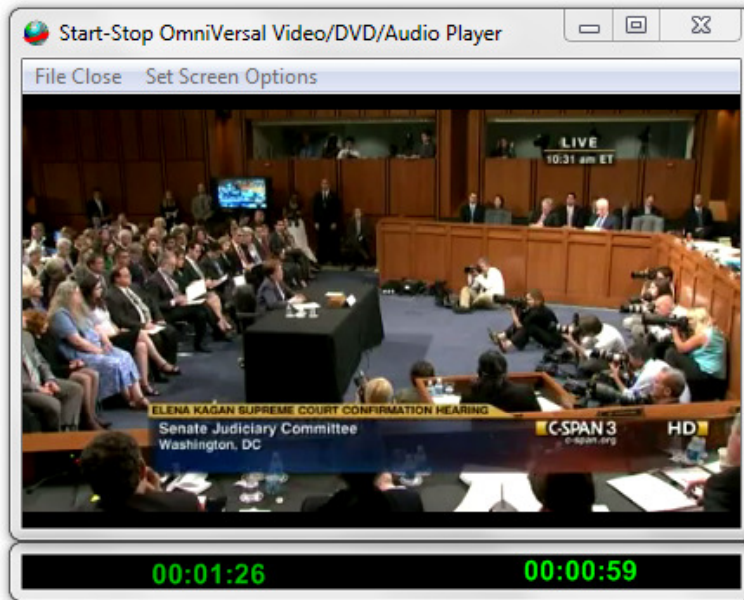 Start-Stop OmniVersal Video/DVD/Audio Player
File Close Set Screen Options
LIVE
10:31 am ET
ELENA KAGAN SUPREME COURT CONFIRMATION HEARING
Senate Judiciary Committee
Washington, DC
C-SPAN 3
c-span.org
HD
00:01:26 00:00:59